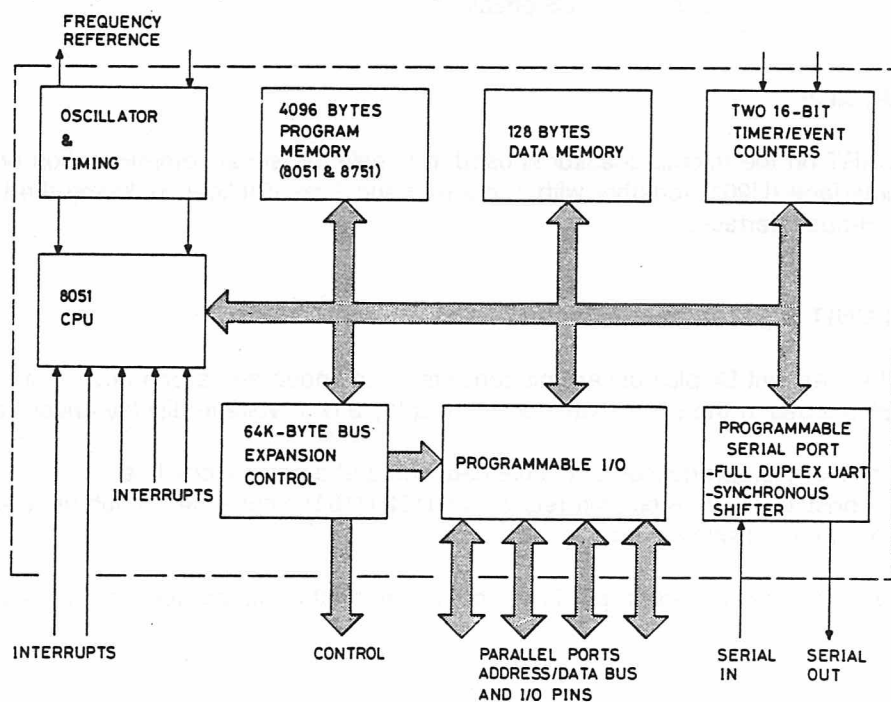 FREQUENCY
REFERENCE
OSCILLATOR
&
TIMING
4096 BYTES
PROGRAM
MEMORY
(8051 & 8751)
128 BYTES
DATA MEMORY
TWO 16-BIT
TIMER/EVENT
COUNTERS
8051
CPU
64K-BYTE BUS
EXPANSION
CONTROL
PROGRAMMABLE I/O
PROGRAMMABLE
SERIAL PORT
-FULL DUPLEX UART
-SYNCHRONOUS
SHIFTER
INTERRUPTS
INTERRUPTS
CONTROL
PARALLEL PORTS
ADDRESS/DATA BUS
AND I/O PINS
SERIAL
IN
SERIAL
OUT